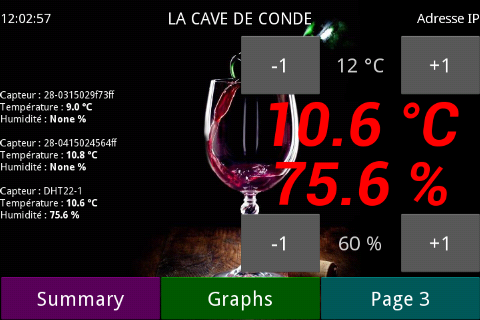 12:02:57
LA CAVE DE CONDE
Adresse IP
-1
12 °C
+1
Capteur : 28-0315029f73ff
Température : 9.0 °C
Humidité : None %
10.6 °C
Capteur : 28-0415024564ff
Température : 10.8 °C
Humidité : None %
75.6 %
Capteur : DHT22-1
Température : 10.6 °C
Humidité : 75.6 %
-1
60 %
+1
Summary
Graphs
Page 3